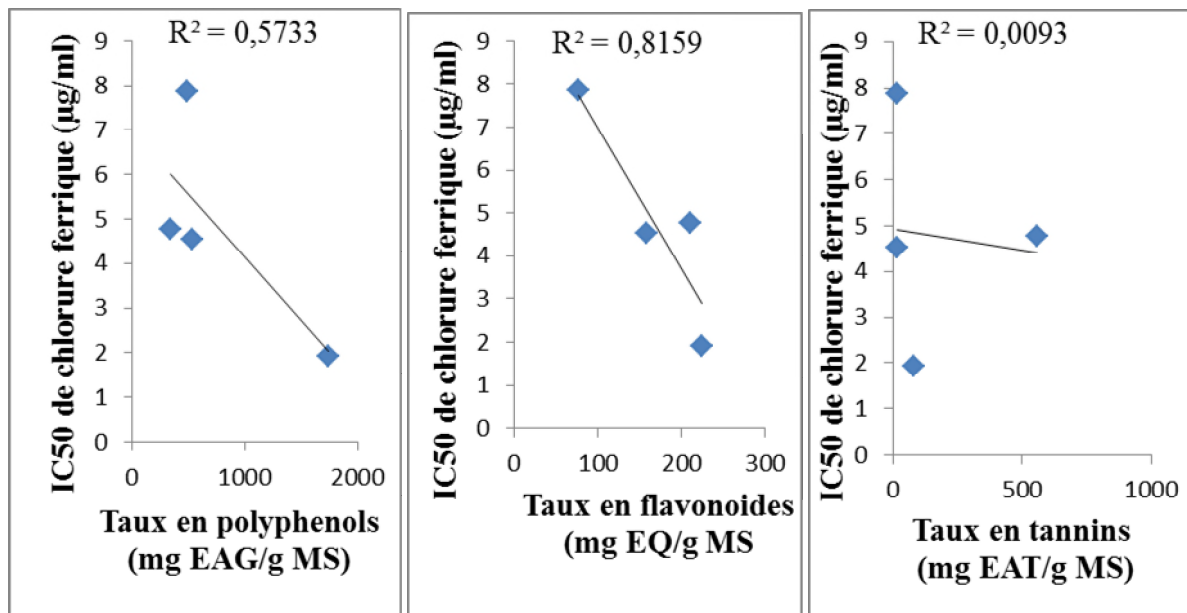 R² = 0,5733
IC50 de chlorure ferrique (µg/ml)
9
8
7
6
5
4
3
2
1
0
0 1000 2000
Taux en polyphenols
(mg EAG/g MS)
R² = 0,8159
IC50 de chlorure ferrique (µg/ml)
9
8
7
6
5
4
3
2
1
0
0 100 200 300
Taux en flavonoides
(mg EQ/g MS
R² = 0,0093
IC50 de chlorure ferrique (µg/ml)
9
8
7
6
5
4
3
2
1
0
0 500 1000
Taux en tannins
(mg EAT/g MS)